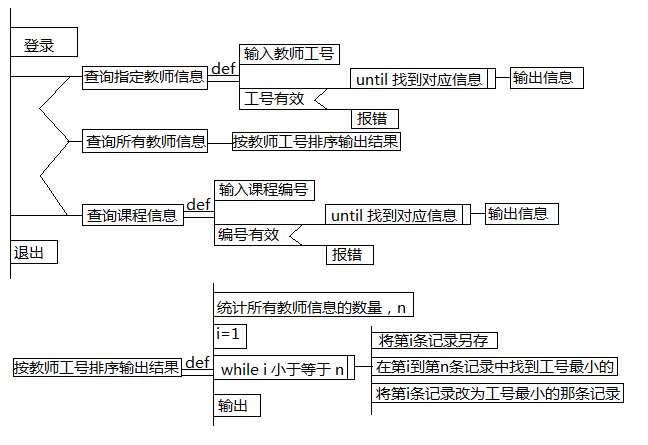 登录
查询指定教师信息
def
输入教师工号
工号有效
until 找到对应信息
输出信息
报错
查询所有教师信息
按教师工号排序输出结果
查询课程信息
def
输入课程编号
编号有效
until 找到对应信息
输出信息
报错
退出
按教师工号排序输出结果
def
统计所有教师信息的数量，n
i=1
while i 小于等于 n
将第i条记录另存
在第i到第n条记录中找到工号最小的
将第i条记录改为工号最小的那条记录
输出